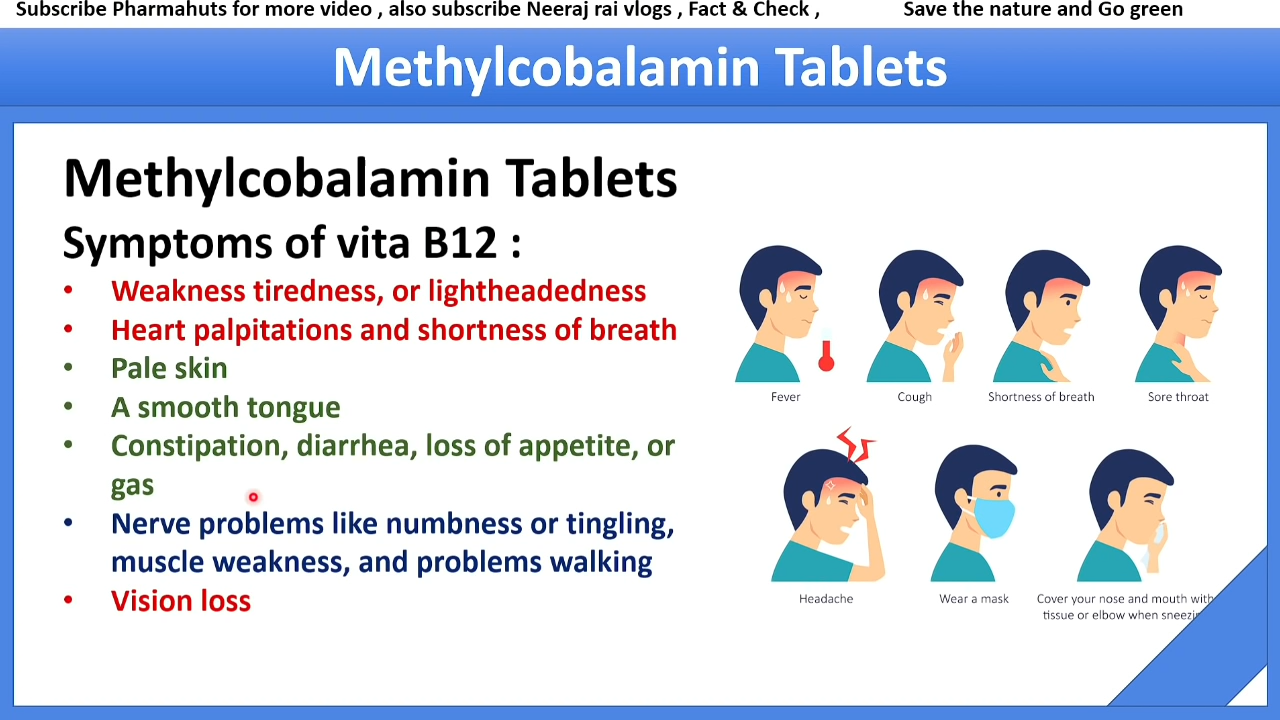 Subscribe Pharmahuts for more video , also subscribe Neeraj rai vlogs , Fact & Check , Save the nature and Go green
Methylcobalamin Tablets
Methylcobalamin Tablets
Symptoms of vita B12 :
• Weakness tiredness, or lightheadedness
• Heart palpitations and shortness of breath
• Pale skin
• A smooth tongue
• Constipation, diarrhea, loss of appetite, or
gas
• Nerve problems like numbness or tingling,
muscle weakness, and problems walking
• Vision loss
Fever
Cough
Shortness of breath
Sore throat
Headache
Wear a mask
Cover your nose and mouth with
tissue or elbow when